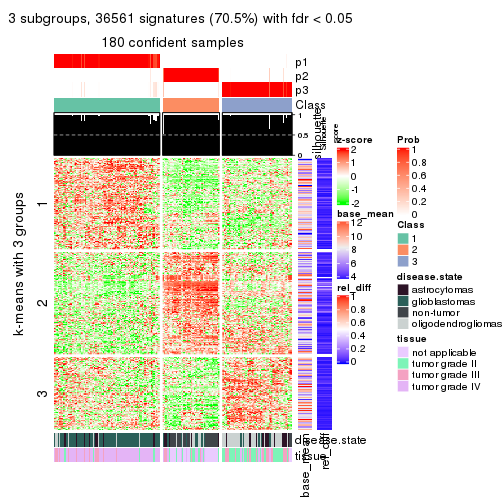 3 subgroups, 36561 signatures (70.5%) with fdr < 0.05
180 confident samples
p1
p2
p3
Class
1
0.5
0
silhouette
Silhouette
score
k-means with 3 groups
1
2
3
disease.state
tissue
base_mean
rel_diff
z-score
2
1
0
-1
-2
base_mean
12
10
8
6
4
rel_diff
1
0.8
0.6
0.4
0.2
0
Prob
1
0.8
0.6
0.4
0.2
0
Class
1
2
3
disease.state
astrocytomas
glioblastomas
non-tumor
oligodendrogliomas
tissue
not applicable
tumor grade II
tumor grade III
tumor grade IV